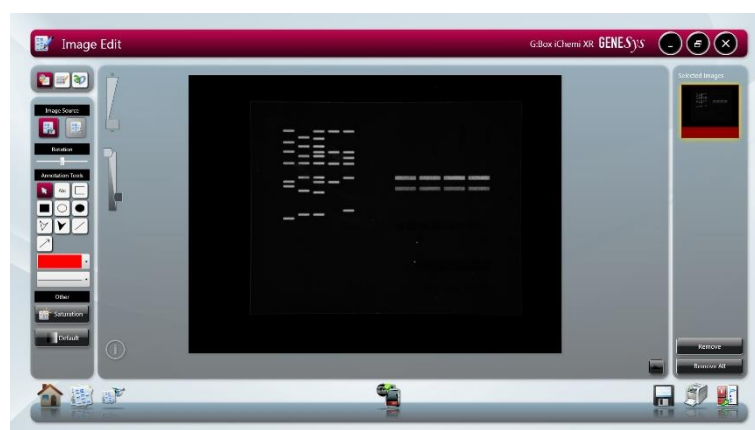 Image Edit
G:Box iChemi XR GENESys
Selected Images
Image Source
Rotation
Annotation Tools
Abc
Other
Saturation
Default
Remove
Remove All